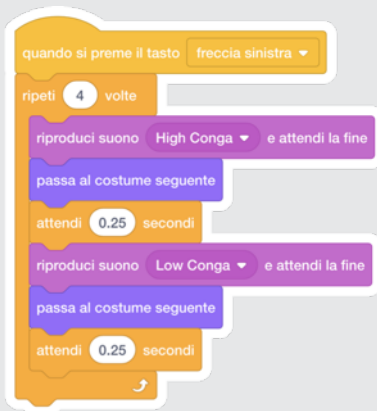 quando si preme il tasto freccia sinistra
ripeti 4 volte
riproduci suono High Conga e attendi la fine
passa al costume seguente
attendi 0.25 secondi
riproduci suono Low Conga e attendi la fine
passa al costume seguente
attendi 0.25 secondi